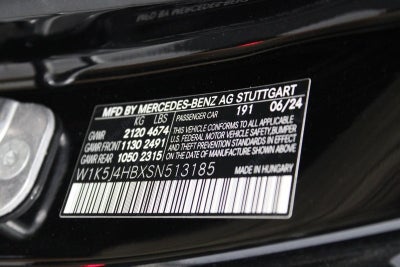 MFD BY MERCEDES-BENZ AG STUTTGART
KG LBS PASSENGER CAR 191 06/24
GVWR 2120 4674
GAWR FRONT 1130 2491
GAWR REAR 1050 2315
THIS VEHICLE CONFORMS TO ALL APPLICABLE
U.S. FEDERAL MOTOR VEHICLE SAFETY, BUMPER
AND THEFT PREVENTION STANDARDS IN EFFECT
ON THE DATE OF MANUFACTURE SHOWN ABOVE.
W1K5J4HBXSN513185
MADE IN HUNGARY